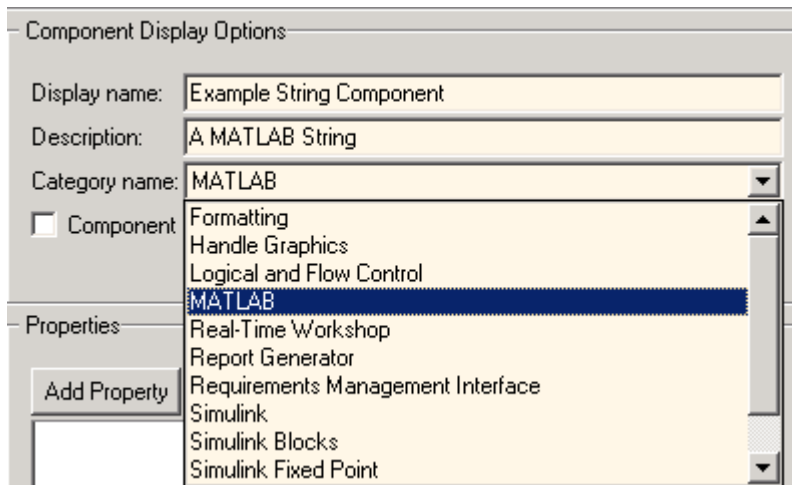 Component Display Options
Display name: Example String Component
Description: A MATLAB String
Category name: MATLAB
Component
Formatting
Handle Graphics
Logical and Flow Control
MATLAB
Real-Time Workshop
Report Generator
Requirements Management Interface
Simulink
Simulink Blocks
Simulink Fixed Point
Properties
Add Property